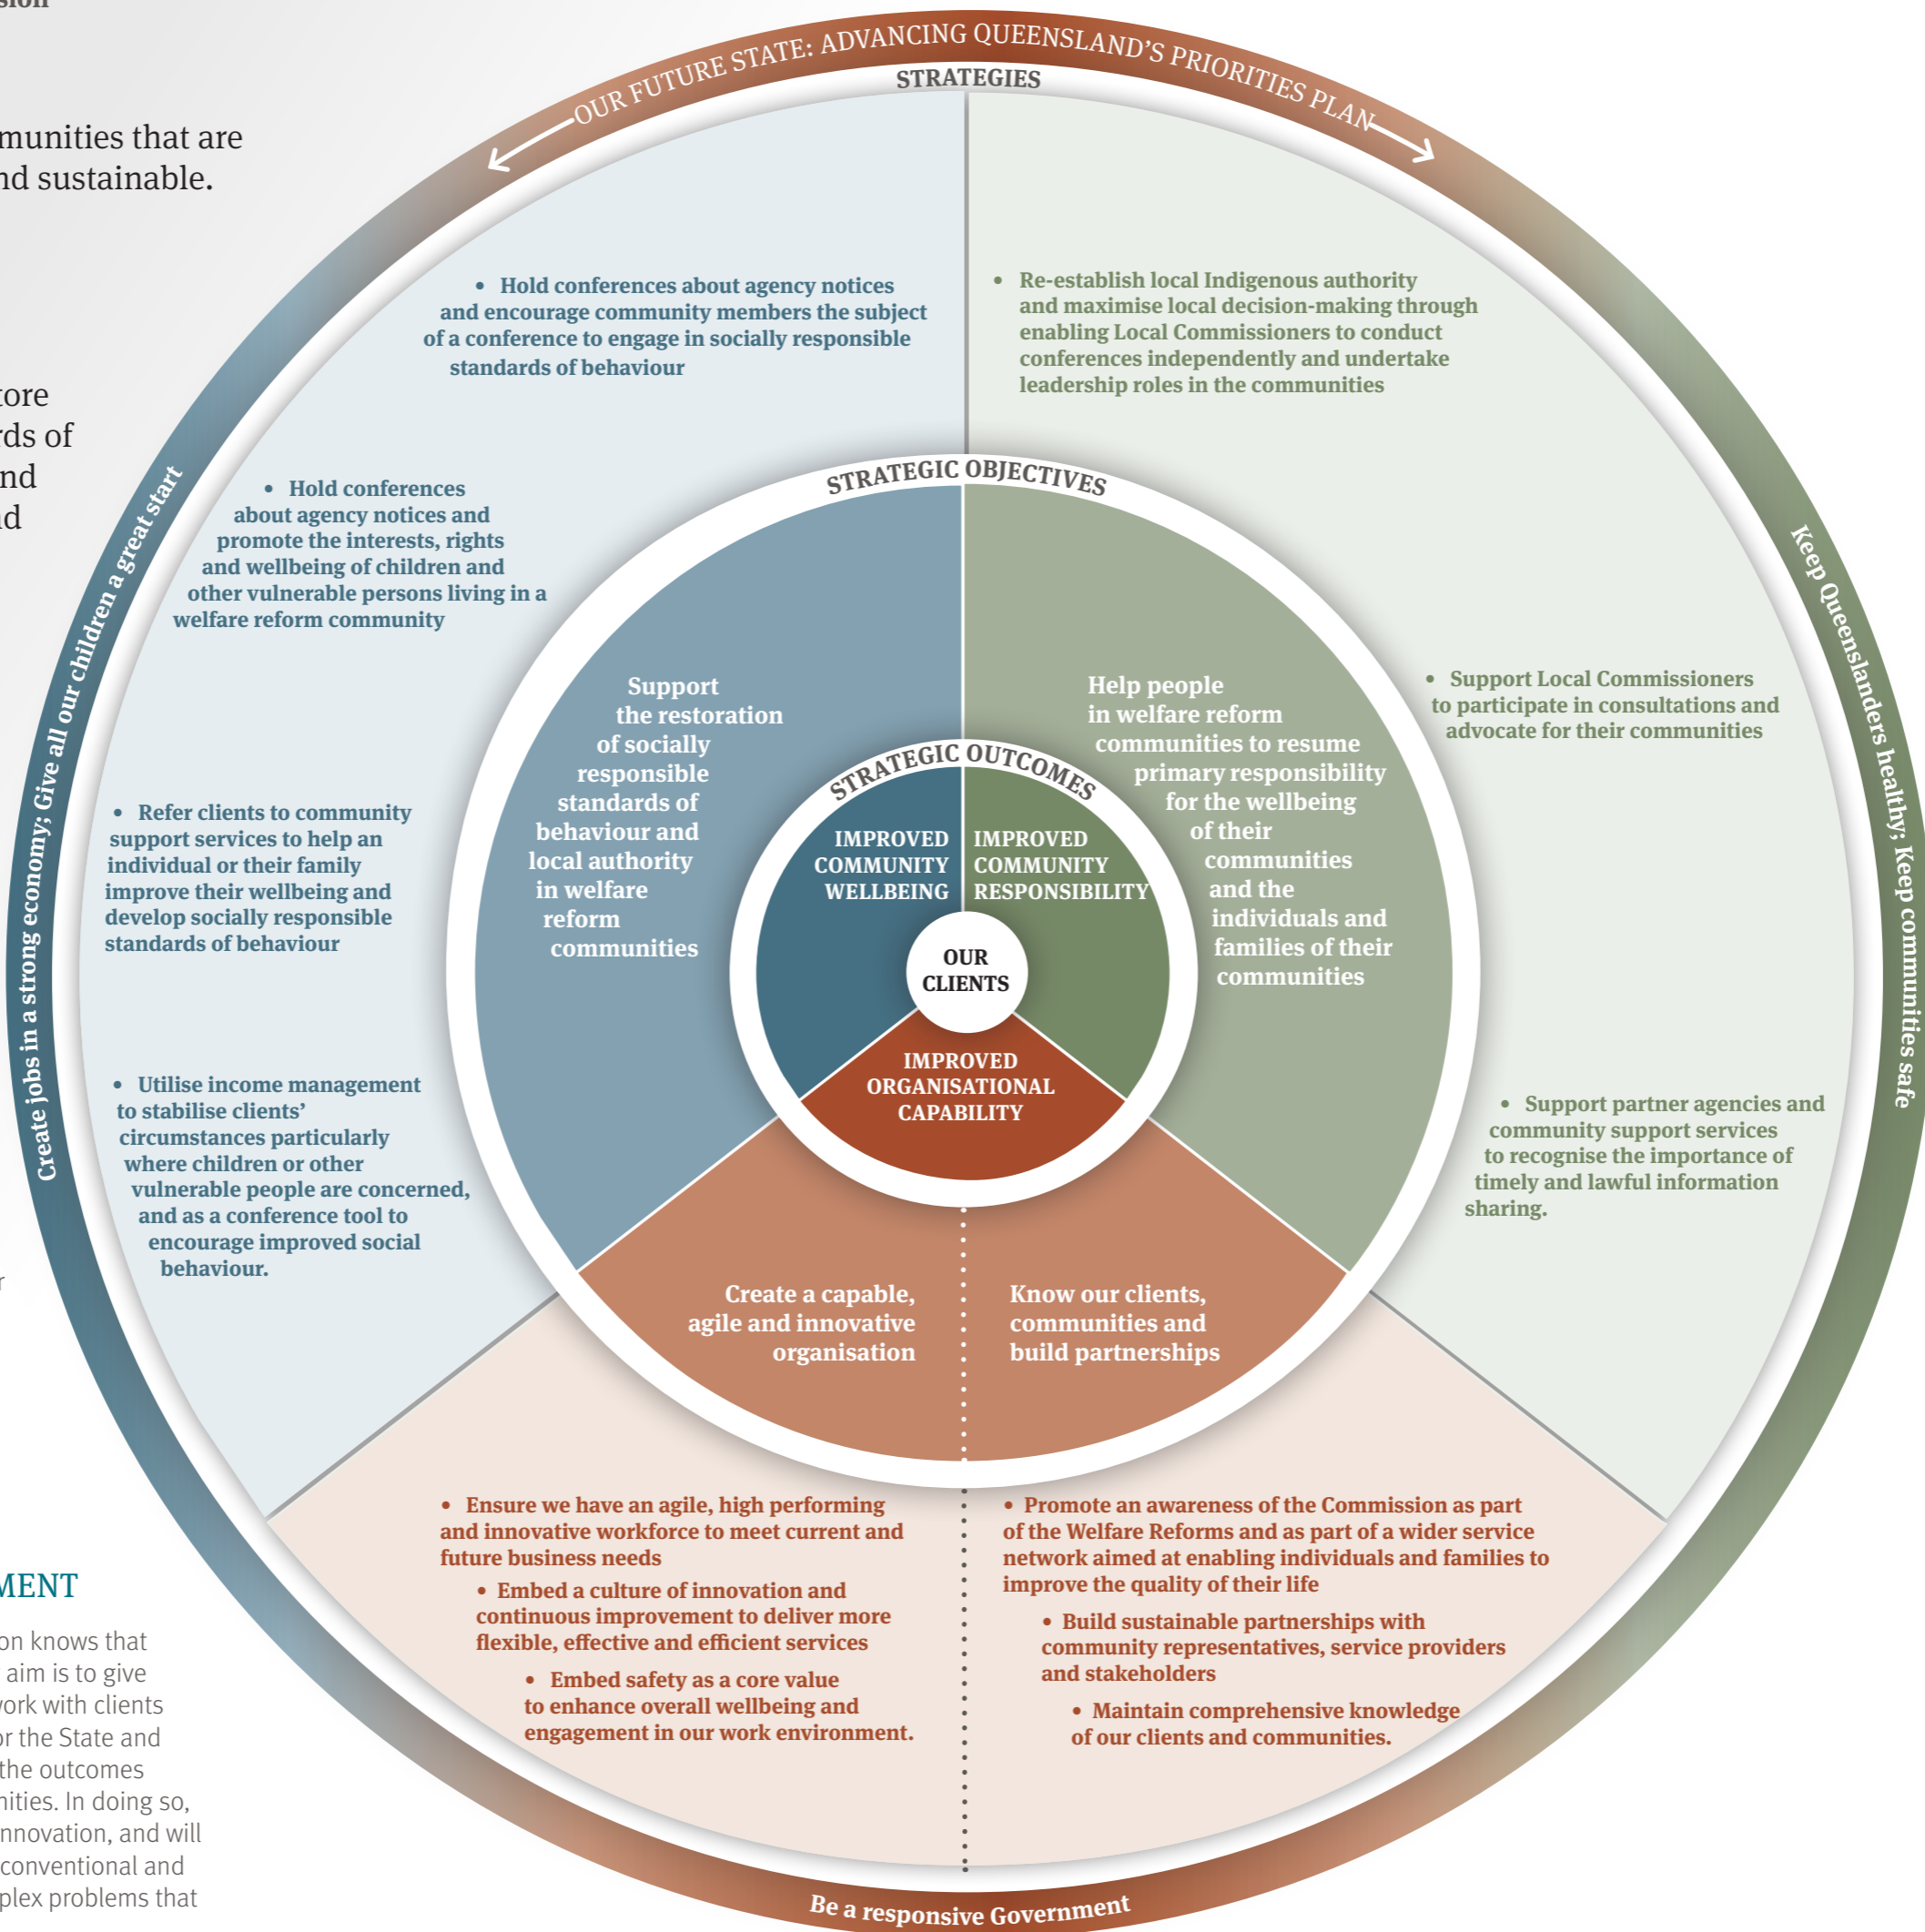 munities that are
nd sustainable.
tore
rds of
nd
nd
MENT
on knows that
aim is to give
work with clients
or the State and
the outcomes
nities. In doing so,
nnovation, and will
conventional and
plex problems that
OUR FUTURE STATE: ADVANCING QUEENSLAND'S PRIORITIES PLAN
STRATEGIES
• Hold conferences about agency notices
and encourage community members the subject
of a conference to engage in socially responsible
standards of behaviour
• Hold conferences
about agency notices and
promote the interests, rights
and wellbeing of children and
other vulnerable persons living in a
welfare reform community
• Refer clients to community
support services to help an
individual or their family
improve their wellbeing and
develop socially responsible
standards of behaviour
• Utilise income management
to stabilise clients'
circumstances particularly
where children or other
vulnerable people are concerned,
and as a conference tool to
encourage improved social
behaviour.
• Re-establish local Indigenous authority
and maximise local decision-making through
enabling Local Commissioners to conduct
conferences independently and undertake
leadership roles in the communities
• Support Local Commissioners
to participate in consultations and
advocate for their communities
• Support partner agencies and
community support services
to recognise the importance of
timely and lawful information
sharing.
STRATEGIC OBJECTIVES
Support
the restoration
of socially
responsible
standards of
behaviour and
local authority
in welfare
reform
communities
Help people
in welfare reform
communities to resume
primary responsibility
for the wellbeing
of their
communities
and the
individuals and
families of their
communities
STRATEGIC OUTCOMES
IMPROVED
COMMUNITY
WELLBEING
IMPROVED
COMMUNITY
RESPONSIBILITY
OUR
CLIENTS
IMPROVED
ORGANISATIONAL
CAPABILITY
Create a capable,
agile and innovative
organisation
Know our clients,
communities and
build partnerships
• Ensure we have an agile, high performing
and innovative workforce to meet current and
future business needs
• Embed a culture of innovation and
continuous improvement to deliver more
flexible, effective and efficient services
• Embed safety as a core value
to enhance overall wellbeing and
engagement in our work environment.
• Promote an awareness of the Commission as part
of the Welfare Reforms and as part of a wider service
network aimed at enabling individuals and families to
improve the quality of their life
• Build sustainable partnerships with
community representatives, service providers
and stakeholders
• Maintain comprehensive knowledge
of our clients and communities.
Create jobs in a strong economy; Give all our children a great start
Keep Queenslanders healthy; Keep communities safe
Be a responsive Government